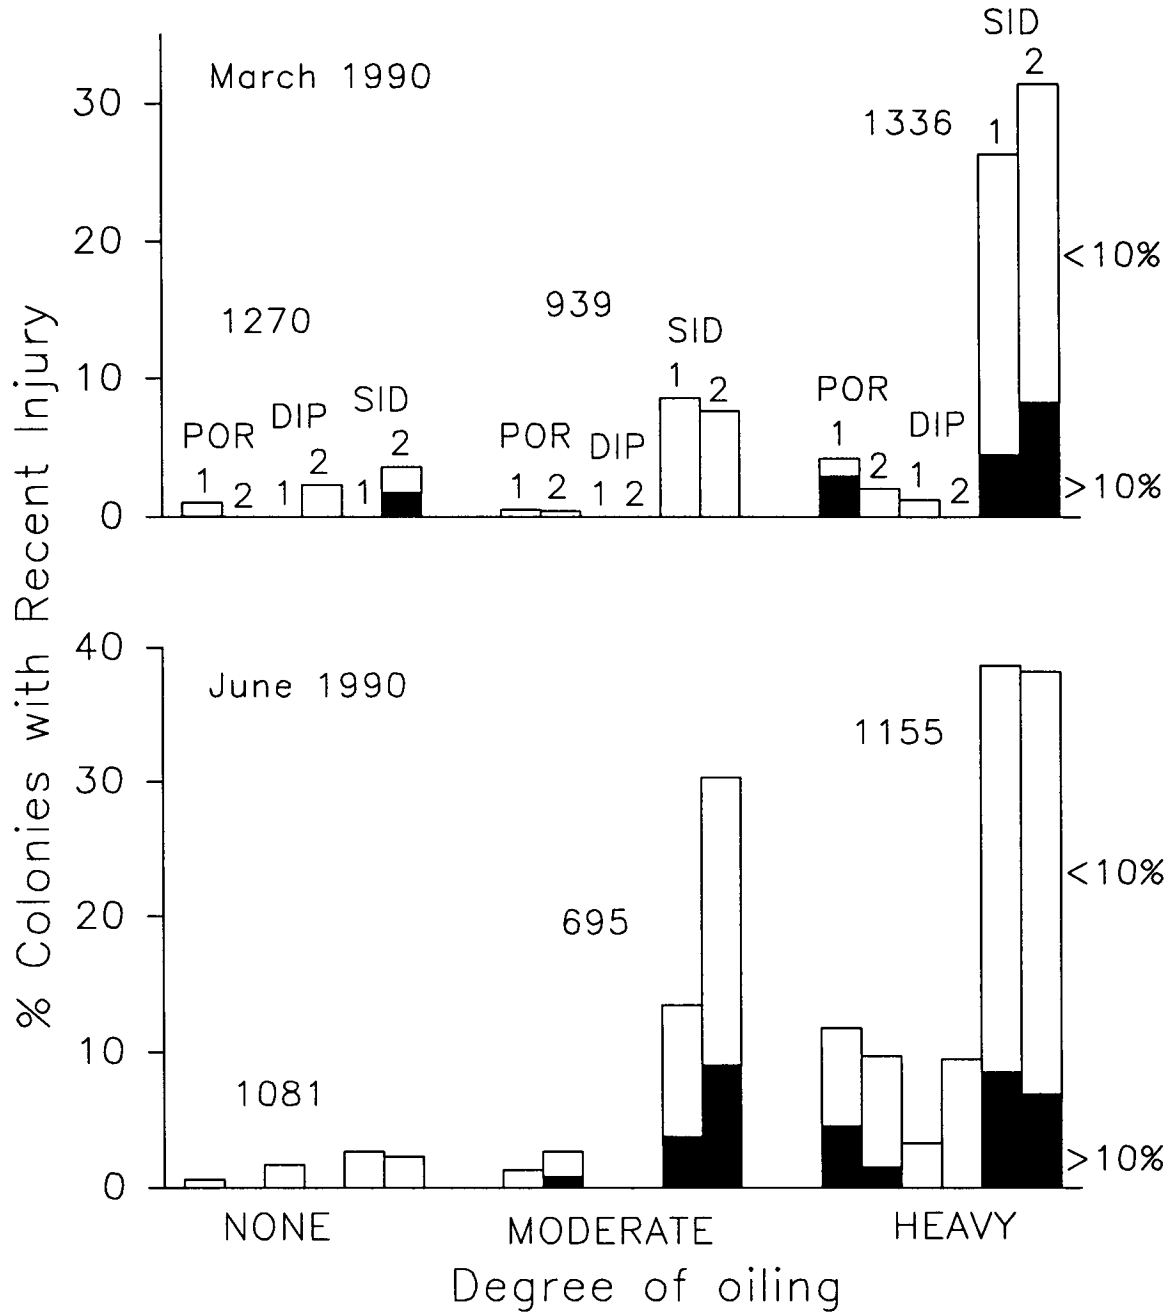 % Colonies with Recent Injury
March 1990
30
20
10
0
1270
POR
1 2
DIP
1 2
SID
1 2
939
POR
1 2
DIP
1 2
SID
1 2
1336
POR
1 2
DIP
1 2
SID
1 2
<10%
>10%
June 1990
40
30
20
10
0
1081
695
1155
<10%
>10%
NONE MODERATE HEAVY
Degree of oiling